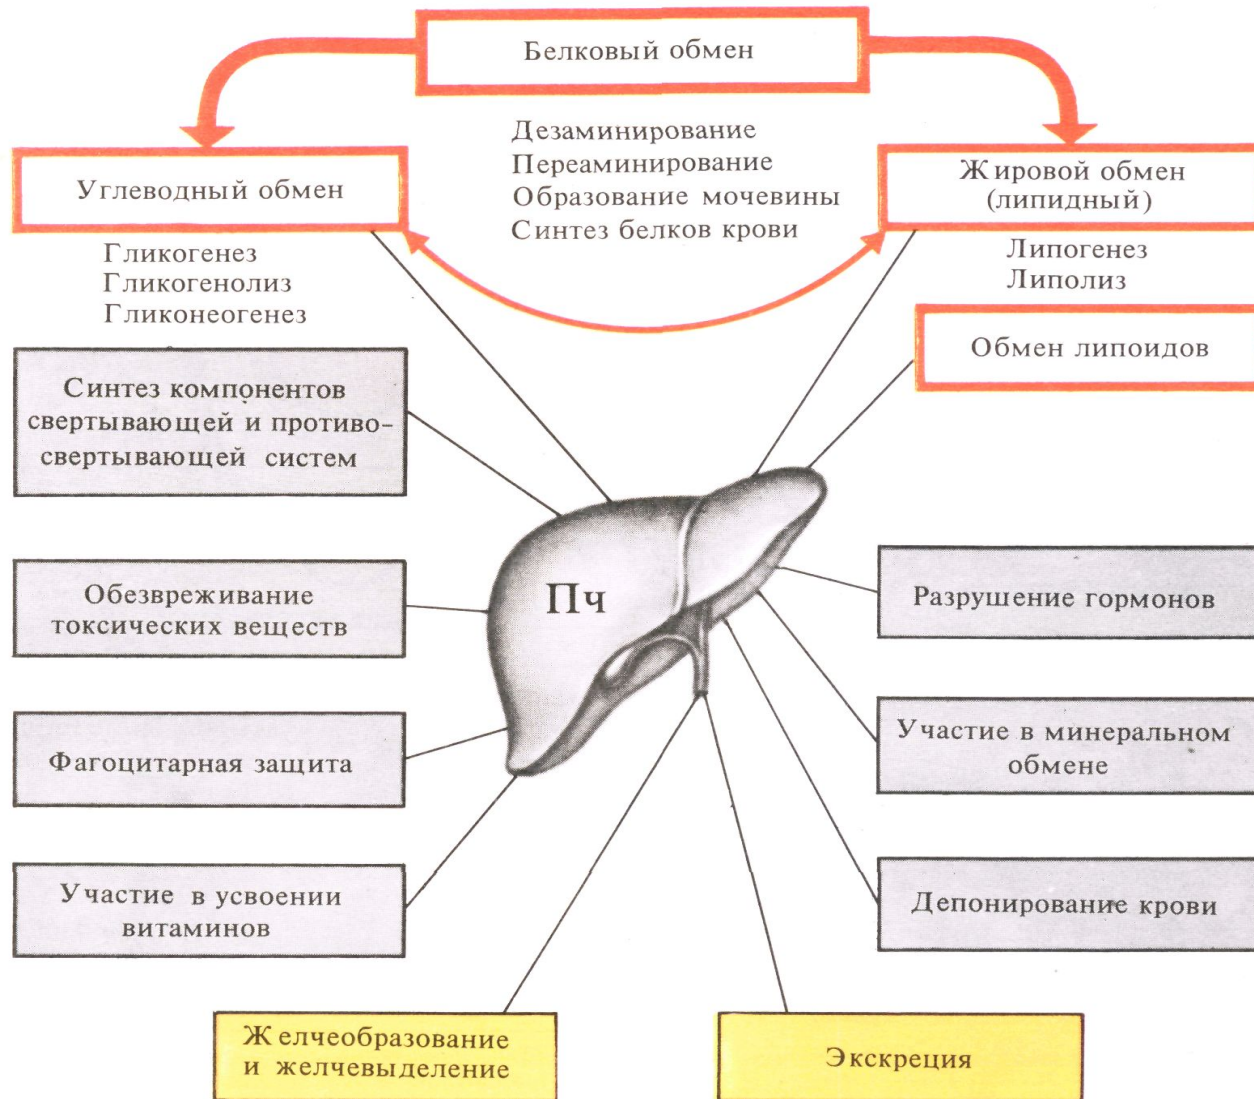 Белковый обмен
Дезаминирование
Переаминирование
Образование мочевины
Синтез белков крови
Углеводный обмен
Гликогенез
Гликогенолиз
Гликонеогенез
Жировой обмен
(липидный)
Липогенез
Липолиз
Обмен липоидов
Синтез компонентов
свертывающей и противо-
свертывающей систем
Пч
Обезвреживание
токсических веществ
Разрушение гормонов
Фагоцитарная защита
Участие в минеральном
обмене
Участие в усвоении
витаминов
Депонирование крови
Желчеобразование
и желчевыделение
Экскреция